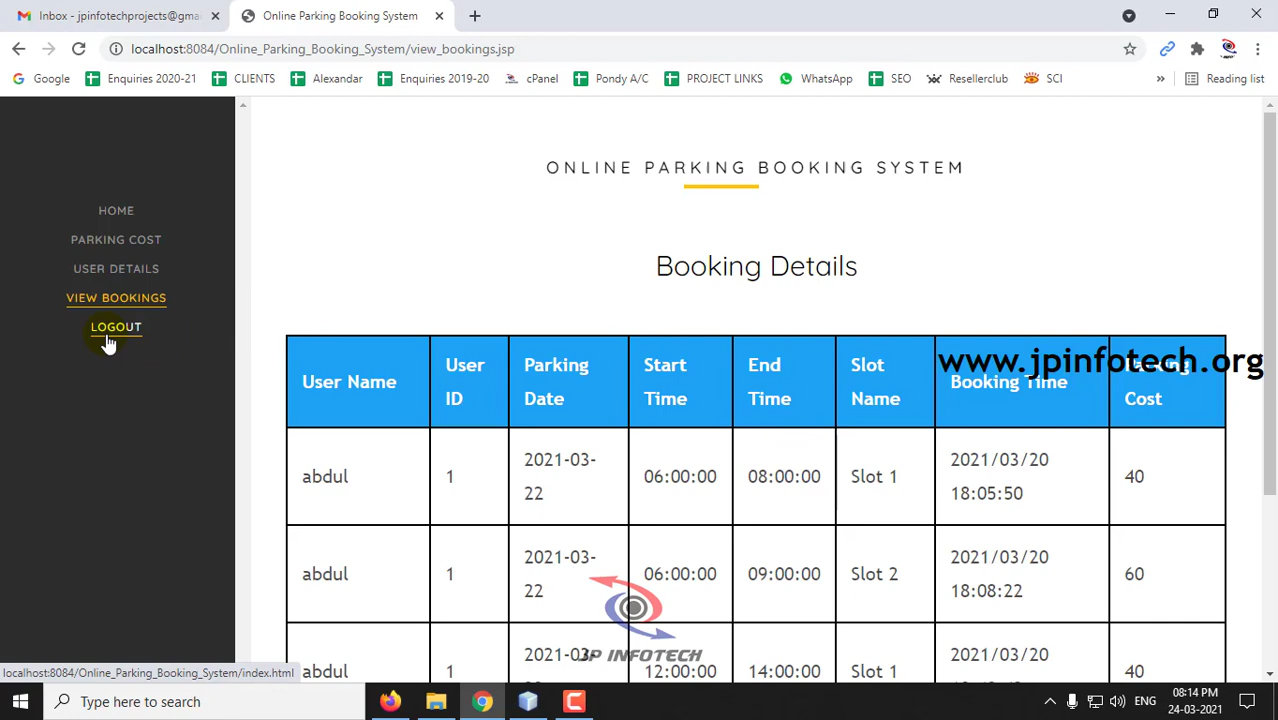 Inbox - jpinfotechprojects@gma
Online Parking Booking System
localhost:8084/Online_Parking_Booking_System/view_bookings.jsp
Google
Enquiries 2020-21
CLIENTS
Alexandar
Enquiries 2019-20
cPanel
Pondy A/C
PROJECT LINKS
WhatsApp
SEO
Resellerclub
SCI
»
Reading list
HOME
PARKING COST
USER DETAILS
VIEW BOOKINGS
LOGOUT
ONLINE PARKING BOOKING SYSTEM
Booking Details
www.jpinfotech.org
User Name
User ID
Parking Date
Start Time
End Time
Slot Name
Booking Time
Parking Cost
abdul
1
2021-03-22
06:00:00
08:00:00
Slot 1
2021/03/20 18:05:50
40
abdul
1
2021-03-22
06:00:00
09:00:00
Slot 2
2021/03/20 18:08:22
60
abdul
1
2021-03-
12:00:00
14:00:00
Slot 1
2021/03/20
40
JP INFOTECH
localhost:8084/Online_Parking_Booking_System/index.html
Type here to search
ENG
08:14 PM
24-03-2021